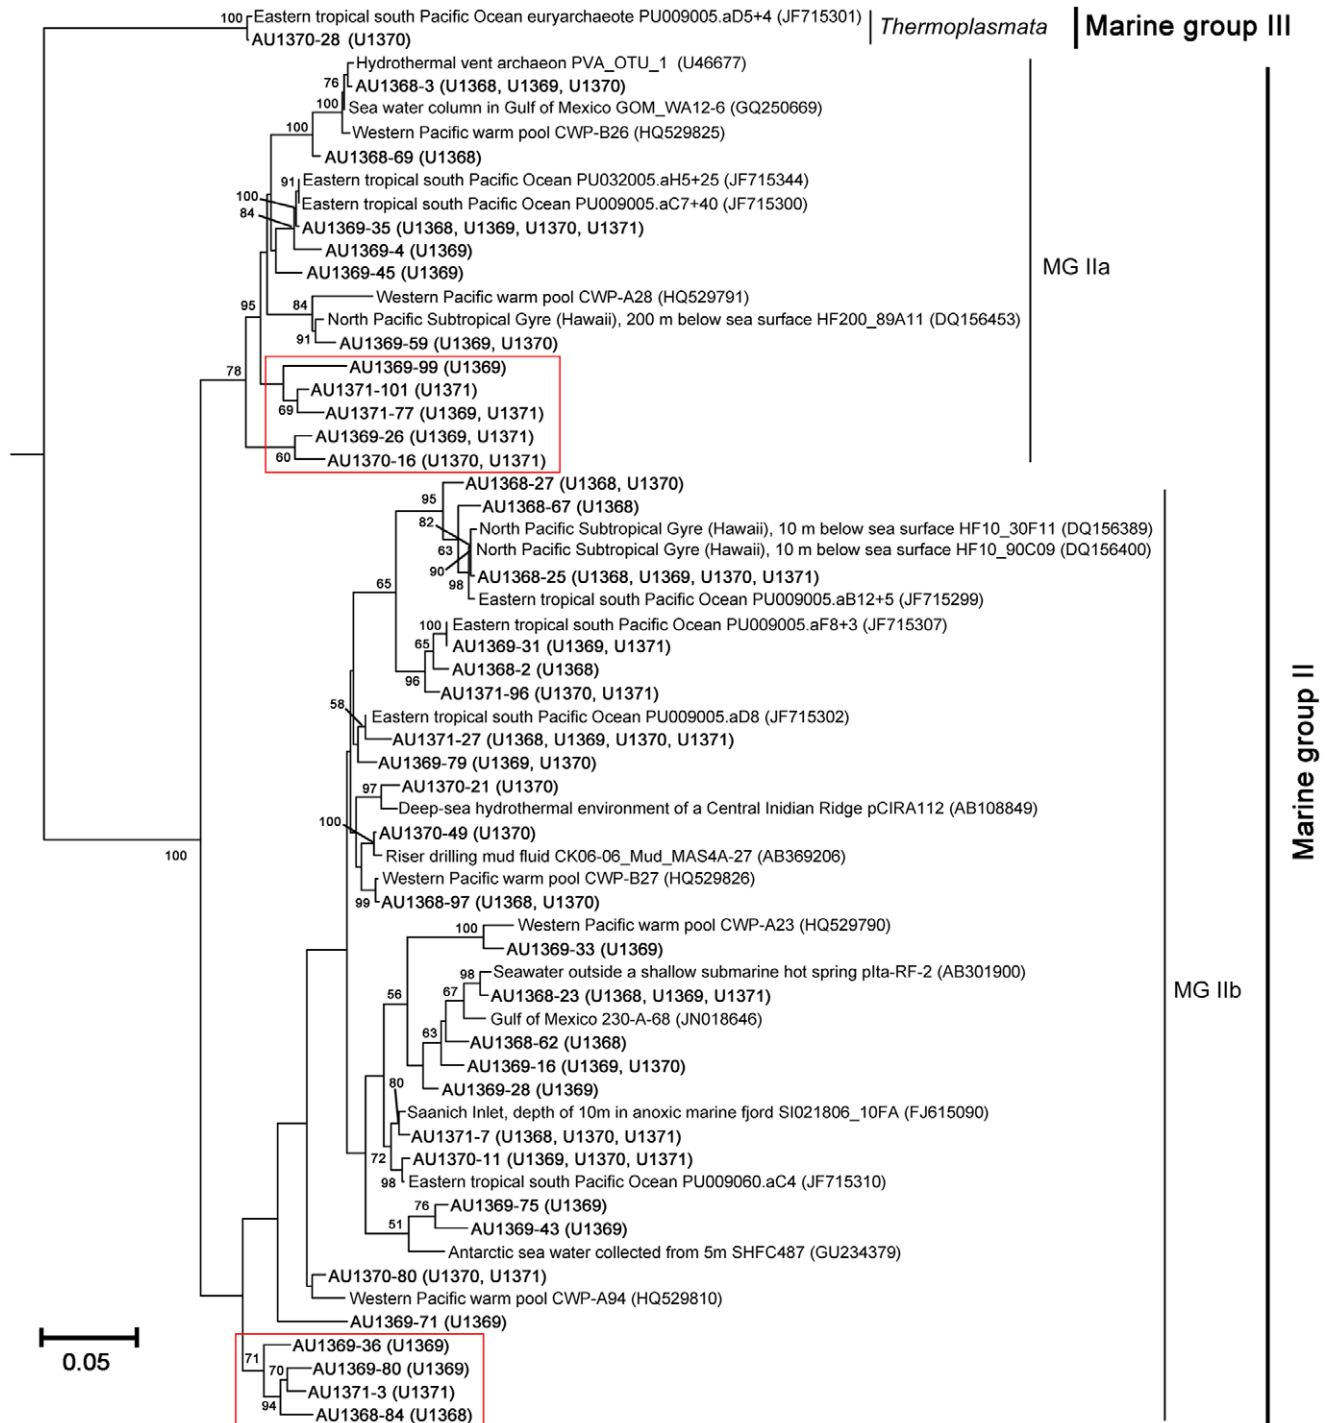 100
Eastern tropical south Pacific Ocean euryarchaeote PU009005.aD5+4 (JF715301)
AU1370-28 (U1370)
Thermoplasmata
Marine group III
Hydrothermal vent archaeon PVA_OTU_1 (U46677)
76
AU1368-3 (U1368, U1369, U1370)
100
Sea water column in Gulf of Mexico GOM_WA12-6 (GQ250669)
100
Western Pacific warm pool CWP-B26 (HQ529825)
AU1368-69 (U1368)
91
Eastern tropical south Pacific Ocean PU032005.aH5+25 (JF715344)
100
Eastern tropical south Pacific Ocean PU009005.aC7+40 (JF715300)
84
AU1369-35 (U1368, U1369, U1370, U1371)
AU1369-4 (U1369)
AU1369-45 (U1369)
MG IIa
84
Western Pacific warm pool CWP-A28 (HQ529791)
95
North Pacific Subtropical Gyre (Hawaii), 200 m below sea surface HF200_89A11 (DQ156453)
91
AU1369-59 (U1369, U1370)
78
AU1369-99 (U1369)
AU1371-101 (U1371)
69
AU1371-77 (U1369, U1371)
AU1369-26 (U1369, U1371)
60
AU1370-16 (U1370, U1371)
AU1368-27 (U1368, U1370)
95
AU1368-67 (U1368)
82
North Pacific Subtropical Gyre (Hawaii), 10 m below sea surface HF10_30F11 (DQ156389)
63
North Pacific Subtropical Gyre (Hawaii), 10 m below sea surface HF10_90C09 (DQ156400)
90
AU1368-25 (U1368, U1369, U1370, U1371)
65
98
Eastern tropical south Pacific Ocean PU009005.aB12+5 (JF715299)
100
Eastern tropical south Pacific Ocean PU009005.aF8+3 (JF715307)
65
AU1369-31 (U1369, U1371)
AU1368-2 (U1368)
96
AU1371-96 (U1370, U1371)
58
Eastern tropical south Pacific Ocean PU009005.aD8 (JF715302)
AU1371-27 (U1368, U1369, U1370, U1371)
AU1369-79 (U1369, U1370)
Marine group II
97
AU1370-21 (U1370)
Deep-sea hydrothermal environment of a Central Inidian Ridge pCIRA112 (AB108849)
100
AU1370-49 (U1370)
Riser drilling mud fluid CK06-06_Mud_MAS4A-27 (AB369206)
100
Western Pacific warm pool CWP-B27 (HQ529826)
99
AU1368-97 (U1368, U1370)
100
Western Pacific warm pool CWP-A23 (HQ529790)
AU1369-33 (U1369)
98
Seawater outside a shallow submarine hot spring pIta-RF-2 (AB301900)
56
67
AU1368-23 (U1368, U1369, U1371)
MG IIb
Gulf of Mexico 230-A-68 (JN018646)
63
AU1368-62 (U1368)
AU1369-16 (U1369, U1370)
80
AU1369-28 (U1369)
Saanich Inlet, depth of 10m in anoxic marine fjord SI021806_10FA (FJ615090)
AU1371-7 (U1368, U1370, U1371)
72
AU1370-11 (U1369, U1370, U1371)
98
Eastern tropical south Pacific Ocean PU009060.aC4 (JF715310)
76
AU1369-75 (U1369)
51
AU1369-43 (U1369)
Antarctic sea water collected from 5m SHFC487 (GU234379)
AU1370-80 (U1370, U1371)
Western Pacific warm pool CWP-A94 (HQ529810)
AU1369-71 (U1369)
0.05
71
AU1369-36 (U1369)
70
AU1369-80 (U1369)
AU1371-3 (U1371)
94
AU1368-84 (U1368)